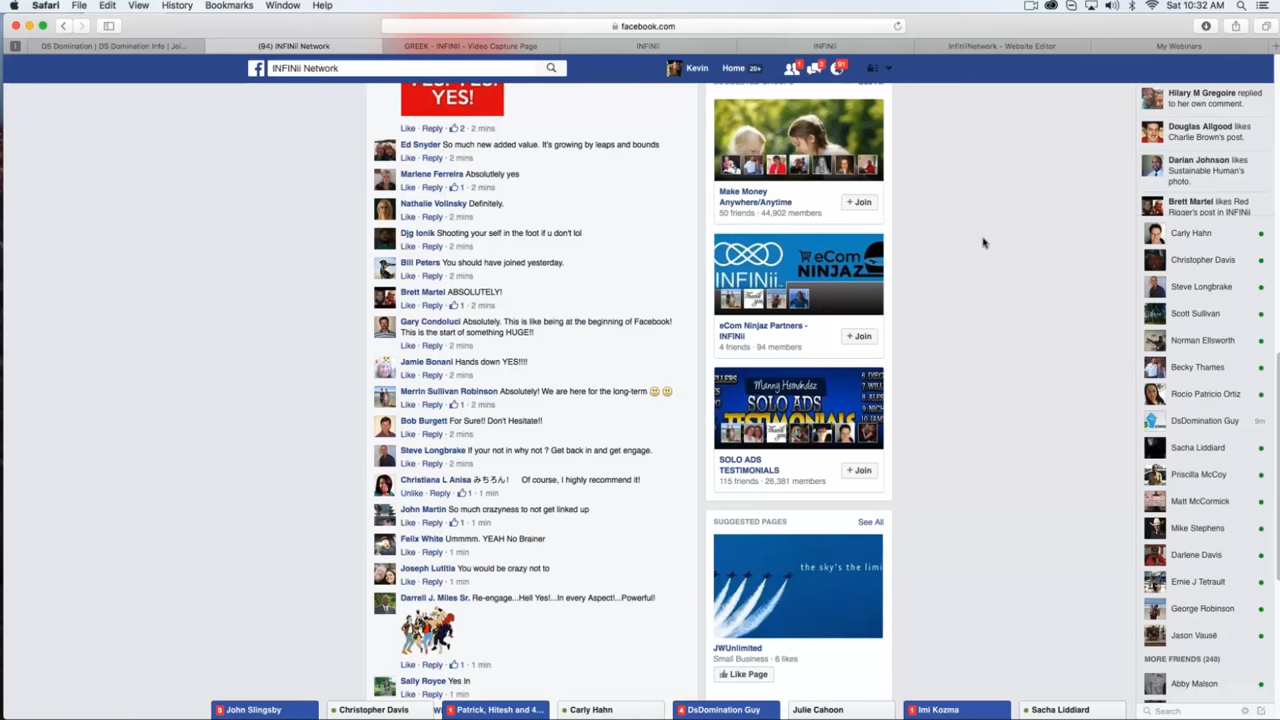 Safari File Edit View History Bookmarks Window Help
Sat 10:32 AM
facebook.com
DS Domination | DS Domination Info | Joi...
(94) INFINii Network
GREEK - INFINII - Video Capture Page
INFINii
INFINii
InfiniiNetwork - Website Editor
My Webinars
INFINii Network
Kevin Home 20+
1 3 91
YES!
Like · Reply · 2 · 2 mins
Ed Snyder So much new added value. It's growing by leaps and bounds
Like · Reply · 2 mins
Marlene Ferreira Absolutlely yes
Like · Reply · 1 · 2 mins
Nathalie Volinsky Definitely.
Like · Reply · 2 mins
Djg Ionik Shooting your self in the foot if u don't lol
Like · Reply · 2 mins
Bill Peters You should have joined yesterday.
Like · Reply · 2 mins
Brett Martel ABSOLUTELY!
Like · Reply · 1 · 2 mins
Gary Condoluci Absolutely. This is like being at the beginning of Facebook!
This is the start of something HUGE!!
Like · Reply · 2 mins
Jamie Bonani Hands down YES!!!!
Like · Reply · 2 mins
Merrin Sullivan Robinson Absolutely! We are here for the long-term
Like · Reply · 1 · 2 mins
Bob Burgett For Sure!! Don't Hesitate!!
Like · Reply · 2 mins
Steve Longbrake If your not in why not ? Get back in and get engage.
Like · Reply · 2 mins
Christiana L Anisa みちろん! Of course, I highly recommend it!
Unlike · Reply · 1 · 1 min
John Martin So much crazyness to not get linked up
Like · Reply · 1 · 1 min
Felix White Ummmm. YEAH No Brainer
Like · Reply · 1 min
Joseph Lutitia You would be crazy not to
Like · Reply · 1 min
Darrell J. Miles Sr. Re-engage...Hell Yes!...In every Aspect!...Powerful!
Like · Reply · 1 · 1 min
Sally Royce Yes In
Like · Reply · 1 min
Make Money
Anywhere/Anytime
50 friends · 44,902 members
+ Join
INFINii
eCom
NINJAZ
eCom Ninjaz Partners -
INFINii
4 friends · 94 members
+ Join
Manny Hernández
SOLO ADS
TESTIMONIALS
SOLO ADS
TESTIMONIALS
115 friends · 26,381 members
+ Join
SUGGESTED PAGES
See All
the sky's the limi
JWUnlimited
Small Business · 6 likes
Like Page
Hilary M Gregoire replied
to her own comment.
Douglas Allgood likes
Charlie Brown's post.
Darian Johnson likes
Sustainable Human's
photo.
Brett Martel likes Red
Rigger's post in INFINii
Carly Hahn
Christopher Davis
Steve Longbrake
Scott Sullivan
Norman Ellsworth
Becky Thames
Rocío Patricio Ortiz
DsDomination Guy 9m
Sacha Liddiard
Priscilla McCoy
Matt McCormick
Mike Stephens
Darlene Davis
Ernie J Tetrault
George Robinson
Jason Vausé
MORE FRIENDS (240)
Abby Malson
Search
3 John Slingsby
Christopher Davis
1 Patrick, Hitesh and 4...
Carly Hahn
4 DsDomination Guy
Julie Cahoon
1 Imi Kozma
Sacha Liddiard